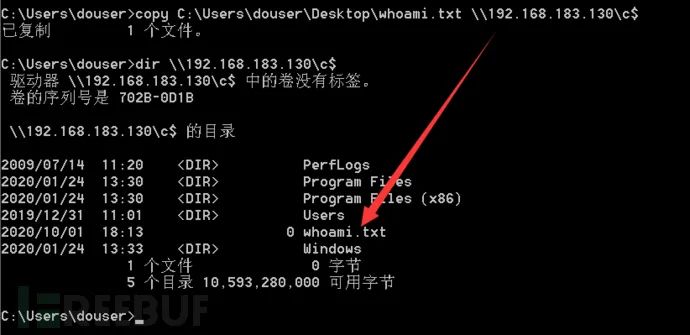 C:\Users\douser>copy C:\Users\douser\Desktop\whoami.txt \\192.168.183.130\c$
已复制         1 个文件。
C:\Users\douser>dir \\192.168.183.130\c$
驱动器 \\192.168.183.130\c$ 中的卷没有标签。
卷的序列号是 702B-0D1B
\\192.168.183.130\c$ 的目录
2009/07/14  11:20    <DIR>          PerfLogs
2020/01/24  13:30    <DIR>          Program Files
2020/01/24  13:30    <DIR>          Program Files (x86)
2019/12/31  11:01    <DIR>          Users
2020/10/01  18:13                 0 whoami.txt
2020/01/24  13:33    <DIR>          Windows
1 个文件              0 字节
5 个目录 10,593,280,000 可用字节
C:\Users\douser>_
FREEBUF